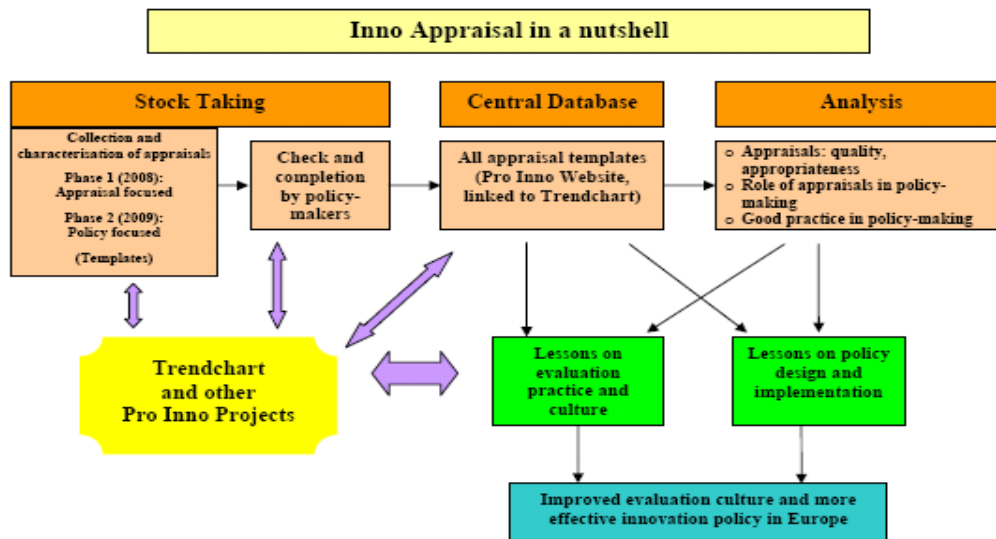 Inno Appraisal in a nutshell
Stock Taking
Collection and
characterisation of appraisals
Phase 1 (2008):
Appraisal focused
Phase 2 (2009):
Policy focused
(Templates)
Check and
completion
by policy-
makers
Central Database
All appraisal templates
(Pro Inno Website,
linked to Trendchart)
Analysis
o Appraisals: quality,
appropriateness
o Role of appraisals in policy-
making
o Good practice in policy-making
Trendchart
and other
Pro Inno Projects
Lessons on
evaluation
practice and
culture
Lessons on policy
design and
implementation
Improved evaluation culture and more
effective innovation policy in Europe